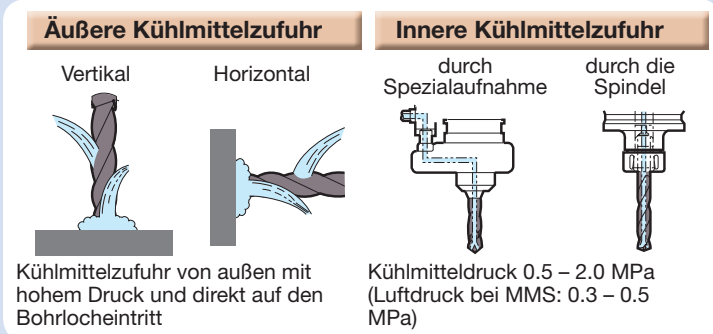 Äußere Kühlmittelzufuhr
Vertikal
Horizontal
Kühlmittelzufuhr von außen mit
hohem Druck und direkt auf den
Bohrlocheintritt
Innere Kühlmittelzufuhr
durch
Spezialaufnahme
durch die
Spindel
Kühlmitteldruck 0.5 – 2.0 MPa
(Luftdruck bei MMS: 0.3 – 0.5
MPa)